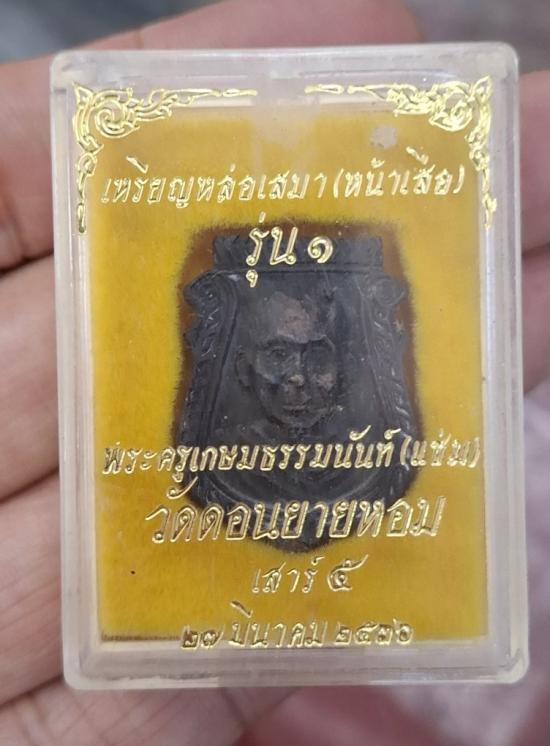 เหรียญหล่อเสมา (หน้าเสือ)
รุ่น ๑
พระครูเกษมธรรมนันท์ (แช่ม)
วัดดอนยายหอม
เสาร์ ๕
๒๗ มีนาคม ๒๕๓๖